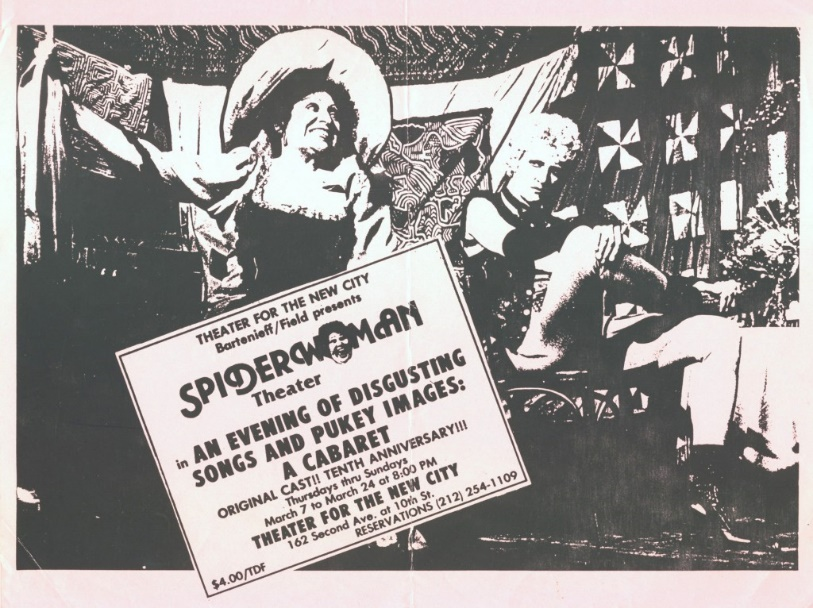 THEATER FOR THE NEW CITY
Bartenieff/Field presents
SPIDERWOMAN
Theater
in AN EVENING OF DISGUSTING
SONGS AND PUKEY IMAGES:
A CABARET
ORIGINAL CAST!! TENTH ANNIVERSARY!!!
Thursdays thru Sundays
March 7 to March 24 at 8:00 PM
THEATER FOR THE NEW CITY
162 Second Ave. at 10th St.
RESERVATIONS (212) 254-1109
$4.00/TDF